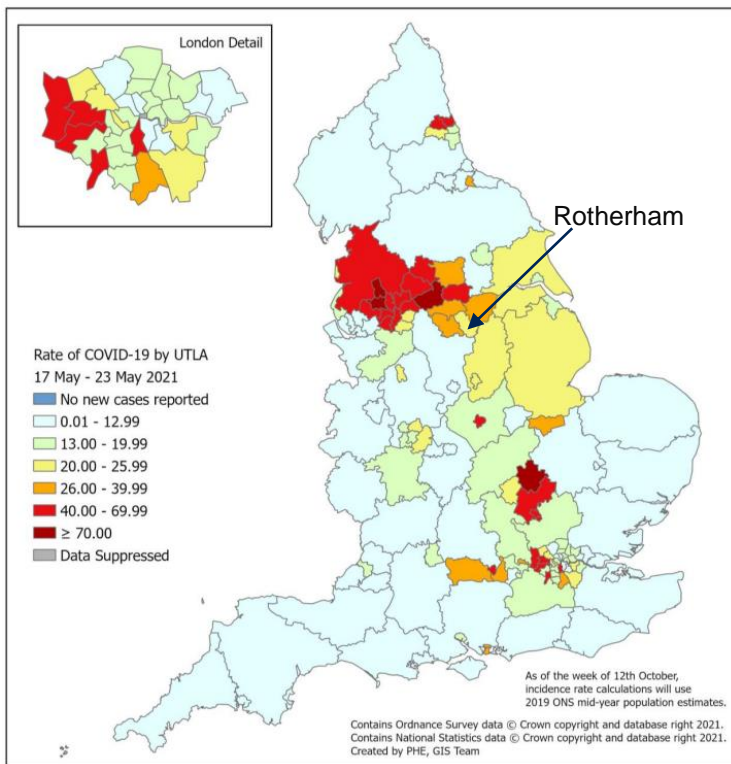 London Detail
Rotherham
Rate of COVID-19 by UTLA
17 May - 23 May 2021
No new cases reported
0.01 - 12.99
13.00 - 19.99
20.00 - 25.99
26.00 - 39.99
40.00 - 69.99
≥ 70.00
Data Suppressed
As of the week of 12th October,
incidence rate calculations will use
2019 ONS mid-year population estimates.
Contains Ordnance Survey data © Crown copyright and database right 2021.
Contains National Statistics data © Crown copyright and database right 2021.
Created by PHE, GIS Team